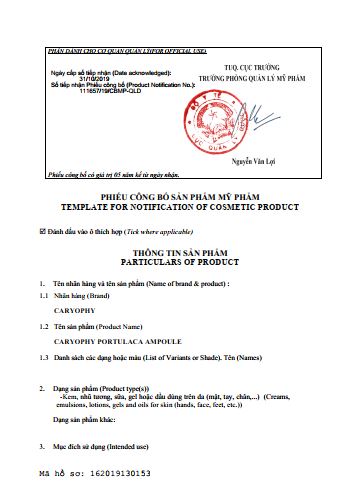 PHẦN DÀNH CHO CƠ QUAN QUẢN LÝ(FOR OFFICIAL USE)
Ngày cấp số tiếp nhận (Date acknowledged):
31/10/2019
Số tiếp nhận Phiếu công bố (Product Notification No.):
111657/19/CBMP-QLD
TUQ. CỤC TRƯỞNG
TRƯỞNG PHÒNG QUẢN LÝ MỸ PHẨM
BỘ Y TẾ
CỤC QUẢN LÝ
Nguyễn Văn Lợi
Phiếu công bố có giá trị 05 năm kể từ ngày nhận.
PHIẾU CÔNG BỐ SẢN PHẨM MỸ PHẨM
TEMPLATE FOR NOTIFICATION OF COSMETIC PRODUCT
☑ Đánh dấu vào ô thích hợp (Tick where applicable)
THÔNG TIN SẢN PHẨM
PARTICULARS OF PRODUCT
1. Tên nhãn hàng và tên sản phẩm (Name of brand & product) :
1.1 Nhãn hàng (Brand)
CARYOPHY
1.2 Tên sản phẩm (Product Name)
CARYOPHY PORTULACA AMPOULE
1.3 Danh sách các dạng hoặc màu (List of Variants or Shade). Tên (Names)
2. Dạng sản phẩm (Product type(s))
-Kem, nhũ tương, sữa, gel hoặc dầu dùng trên da (mặt, tay, chân,...) (Creams,
emulsions, lotions, gels and oils for skin (hands, face, feet, etc.))
Dạng sản phẩm khác:
3. Mục đích sử dụng (Intended use)
Mã hồ sơ: 162019130153